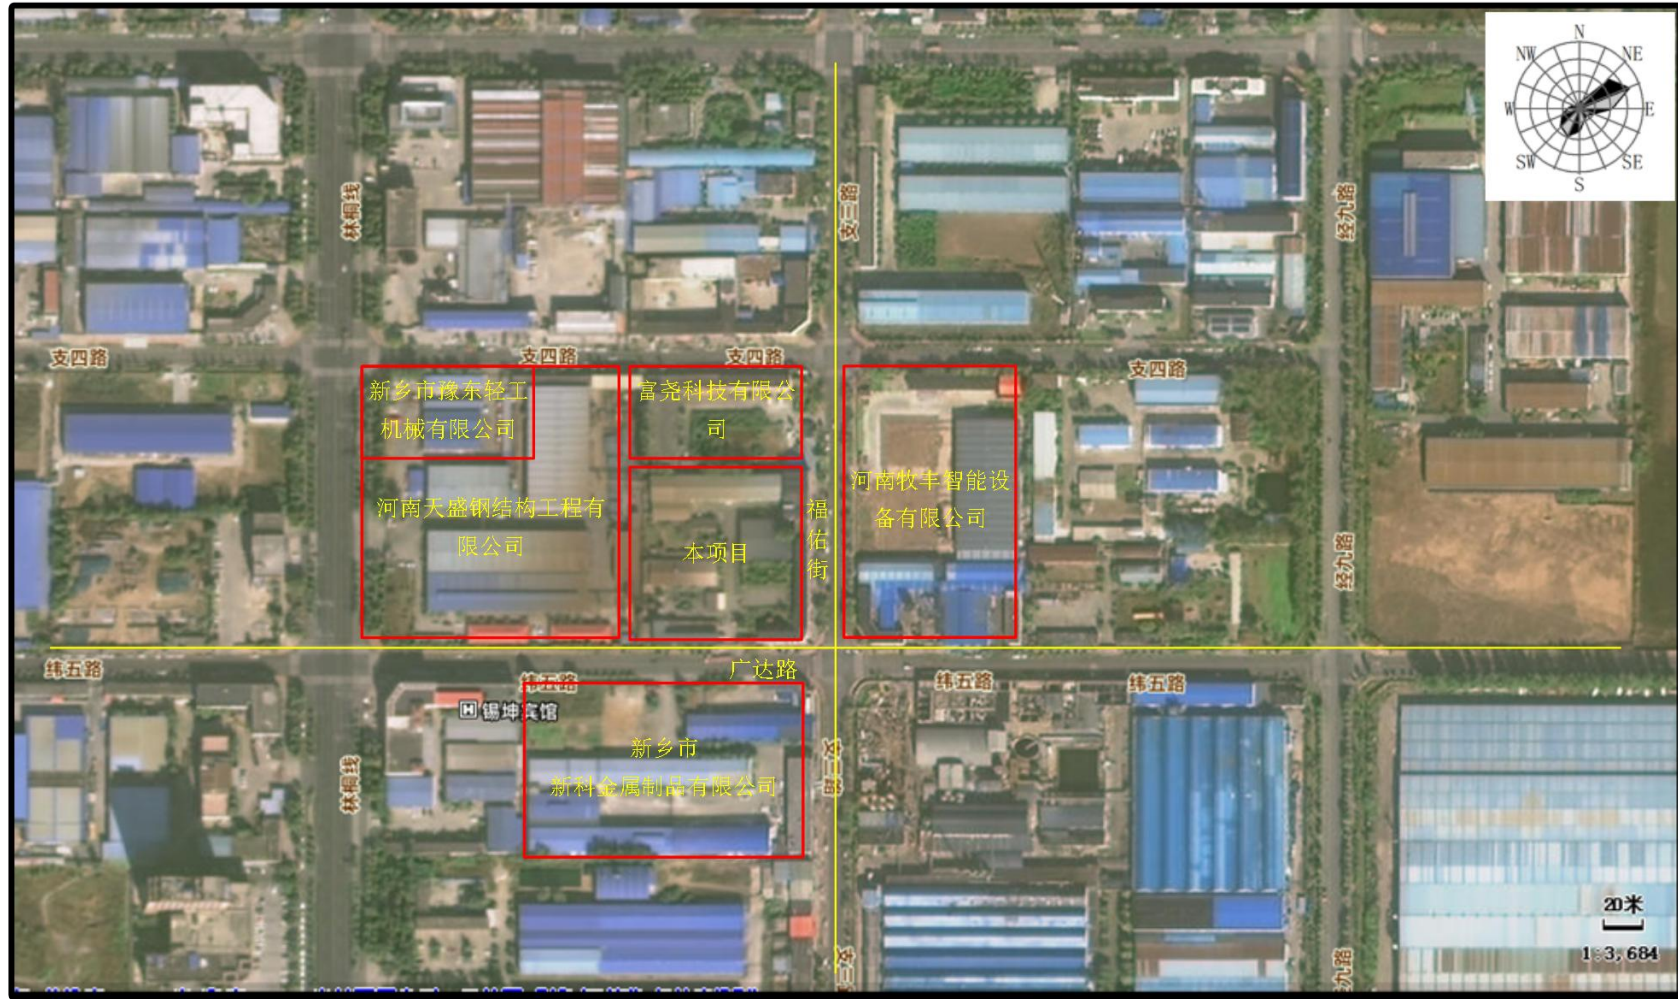 N
NW
NE
W
E
SW
SE
S
林桐线
支三路
经九路
支四路
支四路
支四路
支四路
新乡市豫东轻工
机械有限公司
富尧科技有限公
司
河南牧丰智能设
备有限公司
河南天盛钢结构工程有
限公司
本项目
福佑街
经九路
纬五路
广达路
纬五路
纬五路
纬五路
锡坤宾馆
新乡市
新科金属制品有限公司
林桐线
20米
1:3,684